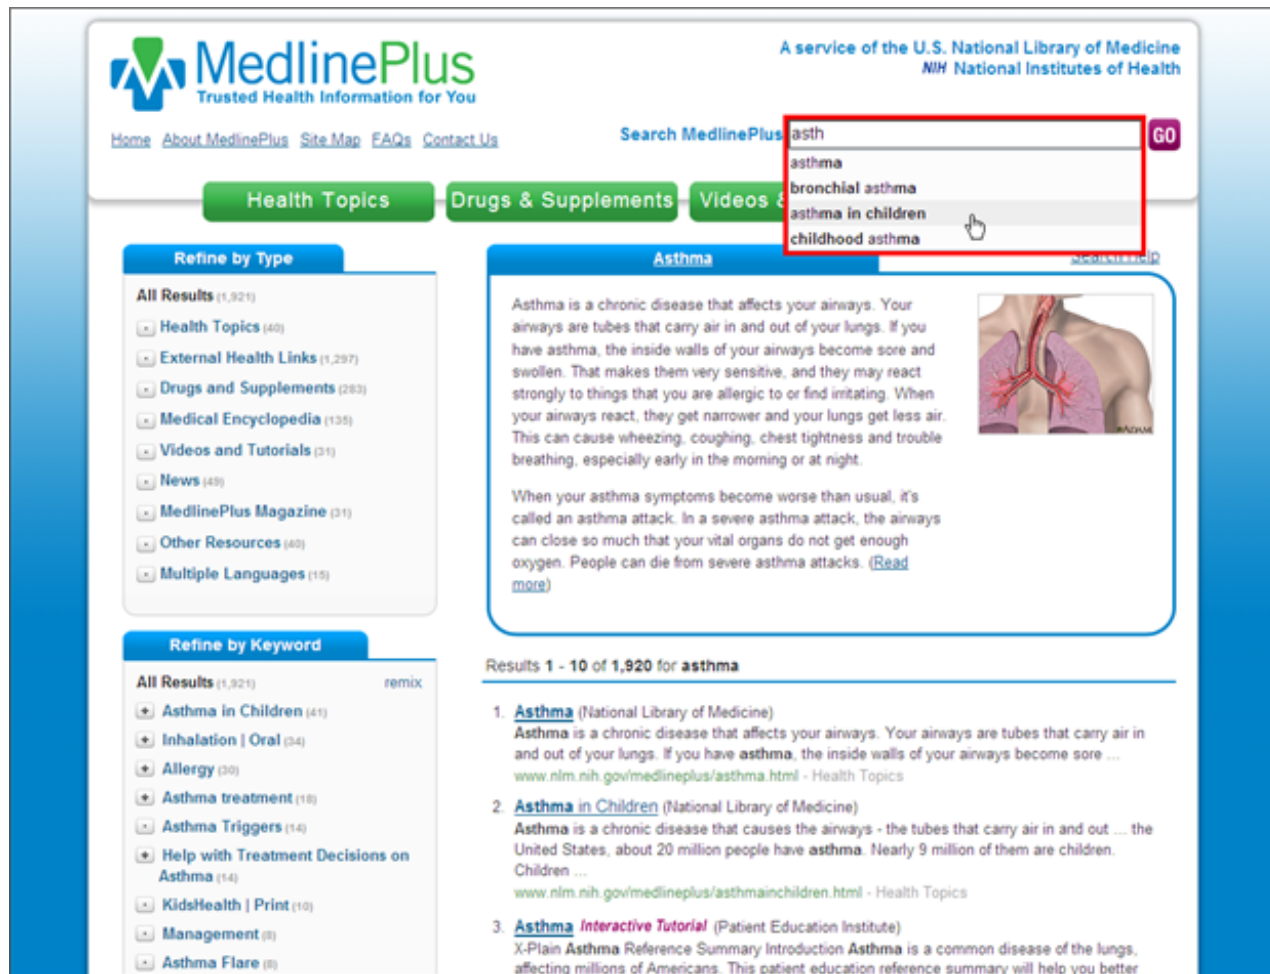 MedlinePlus
Trusted Health Information for You
A service of the U.S. National Library of Medicine
NIH National Institutes of Health
Home About MedlinePlus Site Map FAQs Contact Us
Search MedlinePlus asth GO
asthma
bronchial asthma
asthma in children
childhood asthma
Health Topics Drugs & Supplements Videos &
Search Help
Refine by Type
All Results (1,921)
Health Topics (40)
External Health Links (1,297)
Drugs and Supplements (283)
Medical Encyclopedia (135)
Videos and Tutorials (31)
News (49)
MedlinePlus Magazine (31)
Other Resources (40)
Multiple Languages (15)
Refine by Keyword
All Results (1,921) remix
Asthma in Children (41)
Inhalation | Oral (34)
Allergy (30)
Asthma treatment (18)
Asthma Triggers (14)
Help with Treatment Decisions on
Asthma (14)
KidsHealth | Print (10)
Management (8)
Asthma Flare (8)
Asthma
Asthma is a chronic disease that affects your airways. Your
airways are tubes that carry air in and out of your lungs. If you
have asthma, the inside walls of your airways become sore and
swollen. That makes them very sensitive, and they may react
strongly to things that you are allergic to or find irritating. When
your airways react, they get narrower and your lungs get less air.
This can cause wheezing, coughing, chest tightness and trouble
breathing, especially early in the morning or at night.
When your asthma symptoms become worse than usual, it's
called an asthma attack. In a severe asthma attack, the airways
can close so much that your vital organs do not get enough
oxygen. People can die from severe asthma attacks. (Read
more)
ADAM
Results 1 - 10 of 1,920 for asthma
1. Asthma (National Library of Medicine)
Asthma is a chronic disease that affects your airways. Your airways are tubes that carry air in
and out of your lungs. If you have asthma, the inside walls of your airways become sore ...
www.nlm.nih.gov/medlineplus/asthma.html - Health Topics
2. Asthma in Children (National Library of Medicine)
Asthma is a chronic disease that causes the airways - the tubes that carry air in and out ... the
United States, about 20 million people have asthma. Nearly 9 million of them are children.
Children ...
www.nlm.nih.gov/medlineplus/asthmainchildren.html - Health Topics
3. Asthma Interactive Tutorial (Patient Education Institute)
X-Plain Asthma Reference Summary Introduction Asthma is a common disease of the lungs,
affecting millions of Americans. This patient education reference summary will help you better